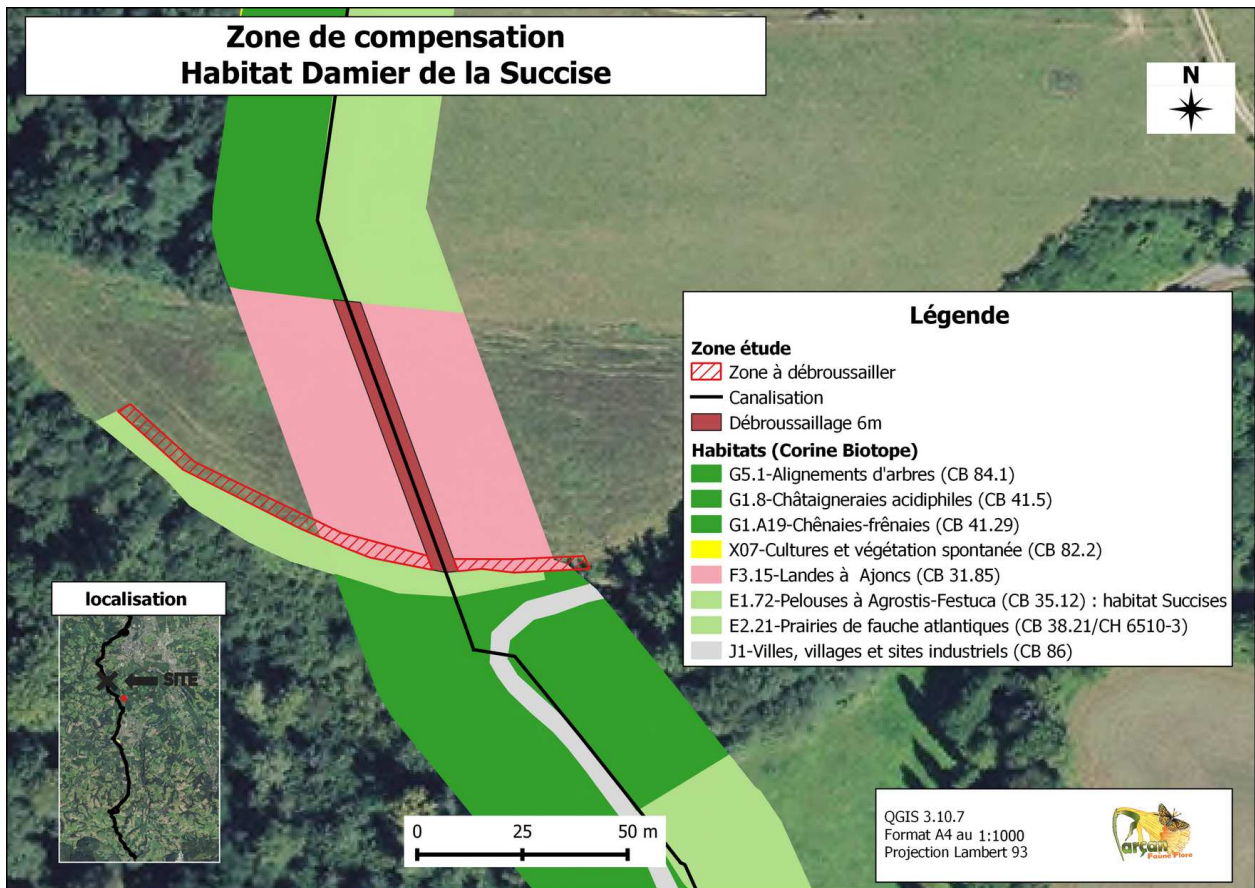 Zone de compensation
Habitat Damier de la Succise
N
Légende
Zone étude
Zone à débroussailler
Canalisation
Débroussaillage 6m
Habitats (Corine Biotope)
G5.1-Alignements d'arbres (CB 84.1)
G1.8-Châtaigneraies acidiphiles (CB 41.5)
G1.A19-Chênaies-frênaies (CB 41.29)
X07-Cultures et végétation spontanée (CB 82.2)
F3.15-Landes à Ajoncs (CB 31.85)
E1.72-Pelouses à Agrostis-Festuca (CB 35.12) : habitat Succises
E2.21-Prairies de fauche atlantiques (CB 38.21/CH 6510-3)
J1-Villes, villages et sites industriels (CB 86)
localisation
SITE
0 25 50 m
QGIS 3.10.7
Format A4 au 1:1000
Projection Lambert 93
Parçan
Faune Flore